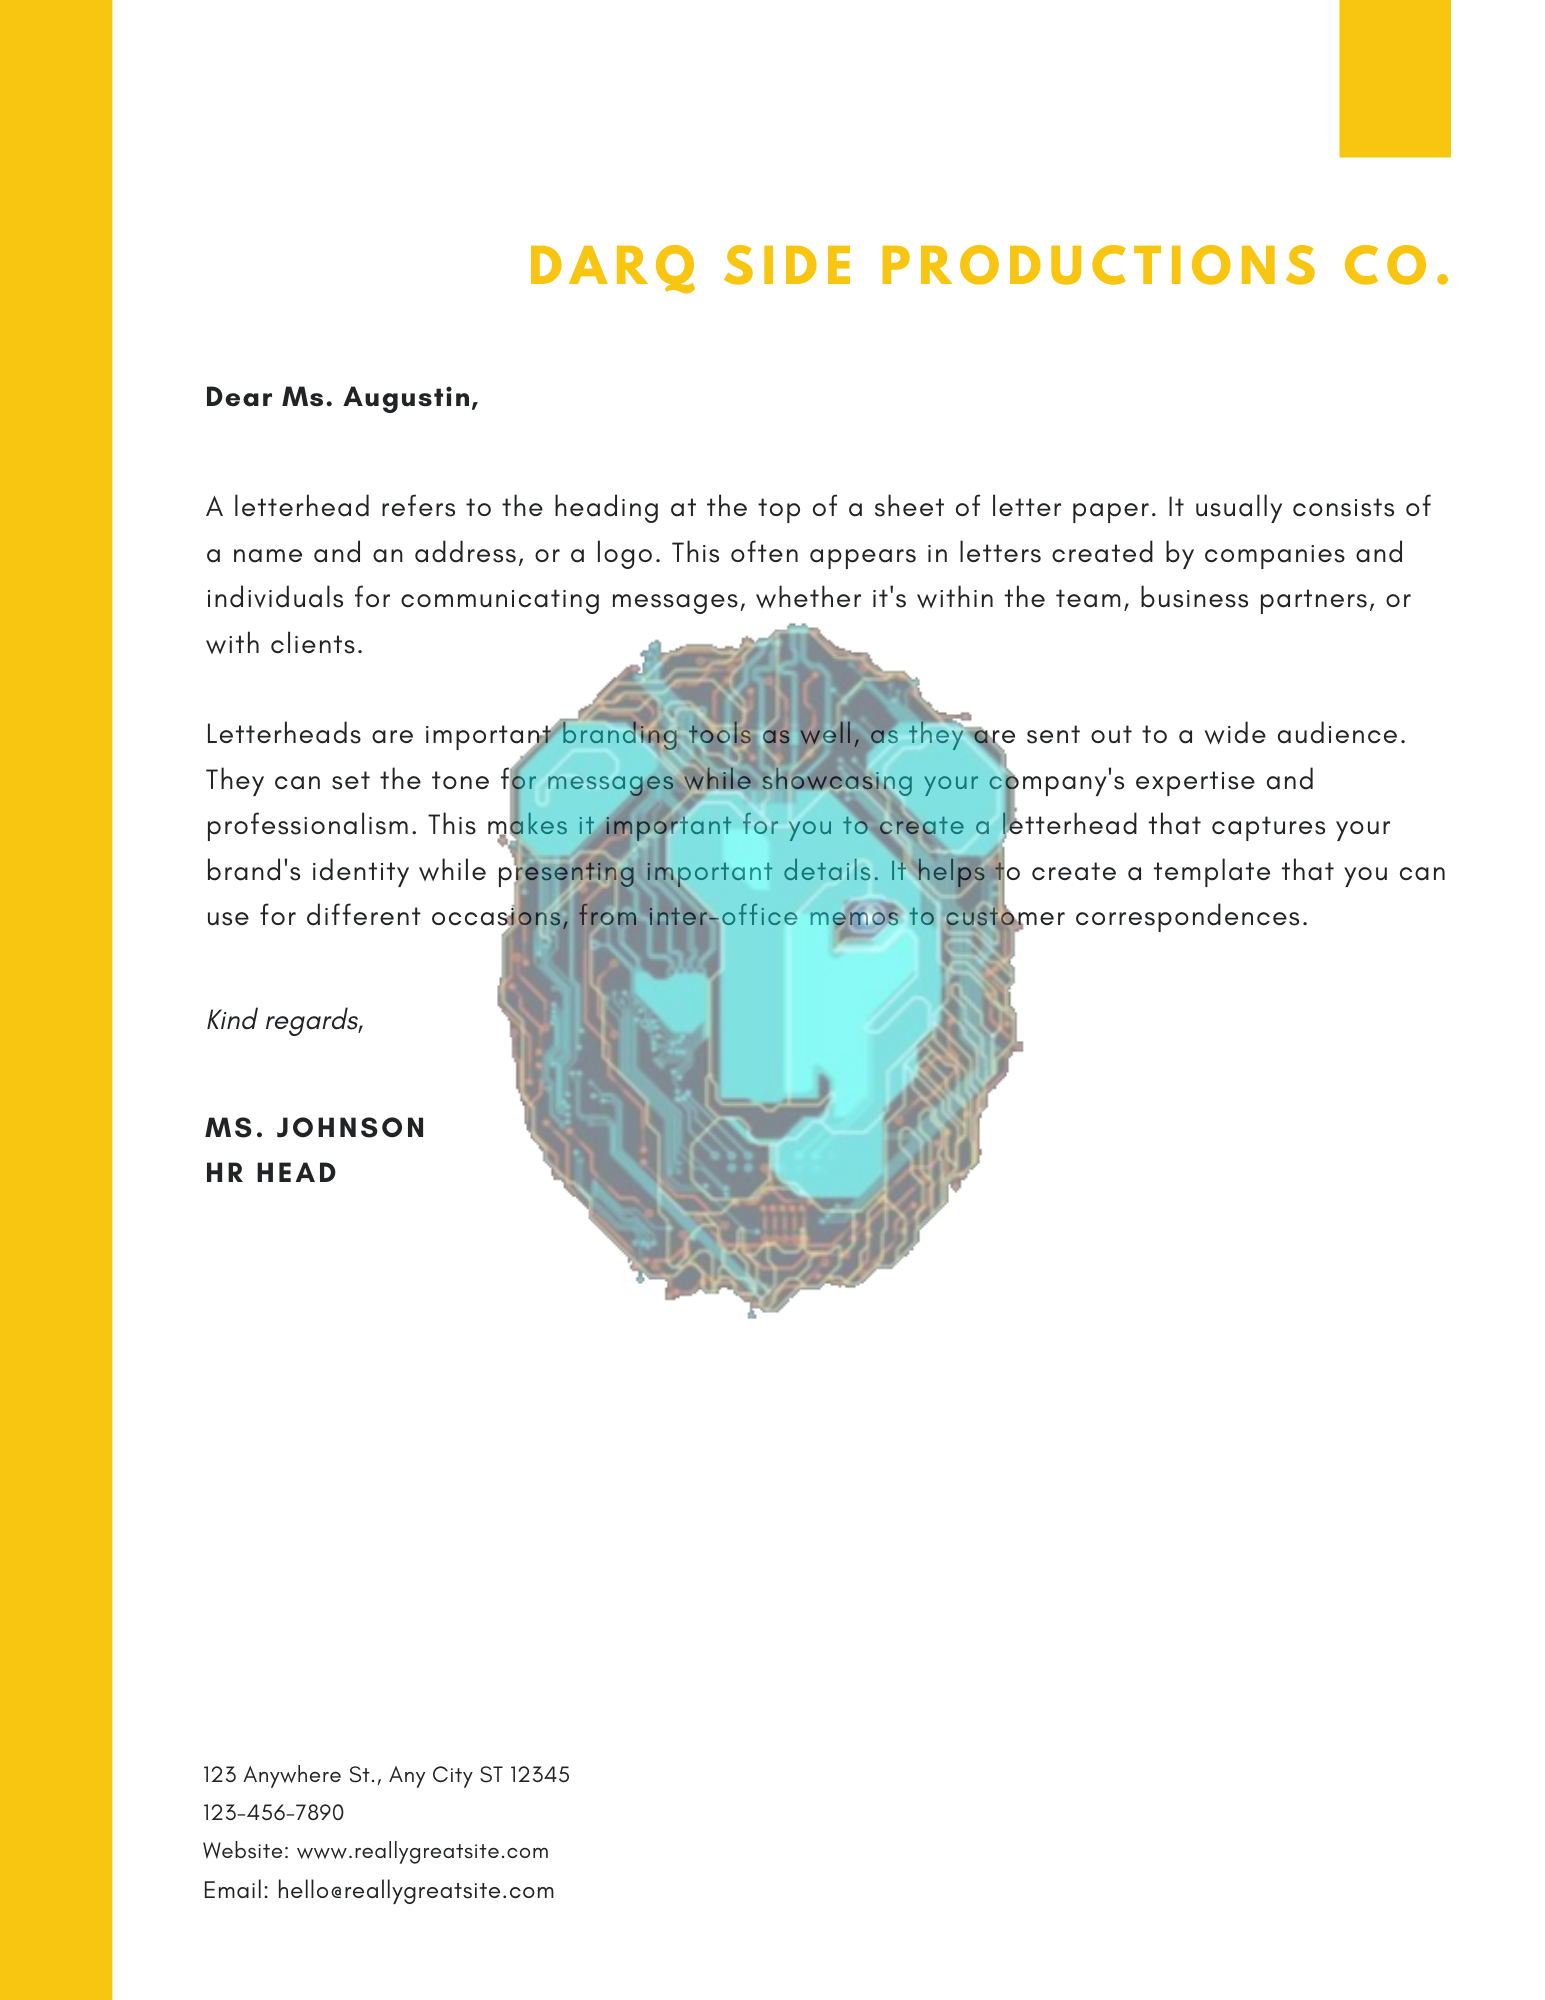 DARQ SIDE PRODUCTIONS CO.
Dear Ms. Augustin,
A letterhead refers to the heading at the top of a sheet of letter paper. It usually consists of
a name and an address, or a logo. This often appears in letters created by companies and
individuals for communicating messages, whether it's within the team, business partners, or
with clients.
Letterheads are important branding tools as well, as they are sent out to a wide audience.
They can set the tone for messages while showcasing your company's expertise and
professionalism. This makes it important for you to create a letterhead that captures your
brand's identity while presenting important details. It helps to create a template that you can
use for different occasions, from inter-office memos to customer correspondences.
Kind regards,
MS. JOHNSON
HR HEAD
123 Anywhere St., Any City ST 12345
123-456-7890
Website: www.reallygreatsite.com
Email: hello@reallygreatsite.com